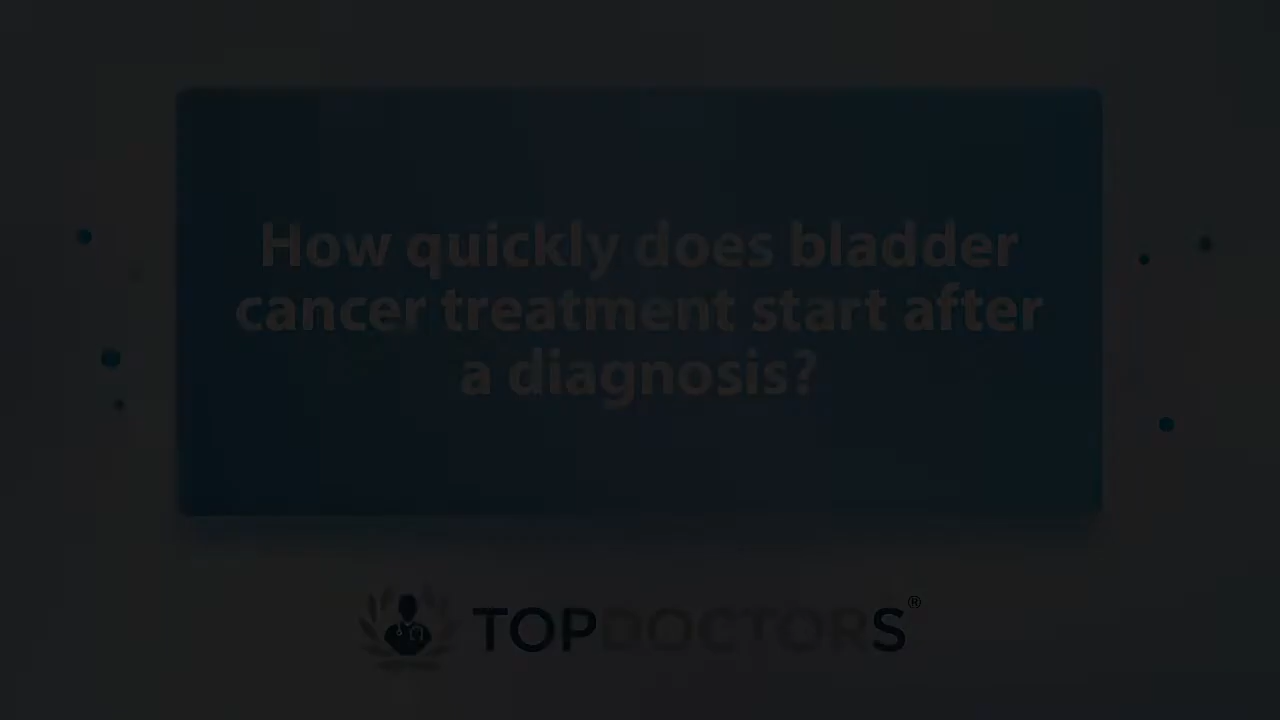 How quickly does bladder
cancer treatment start after
a diagnosis?
TOPDOCTORS®